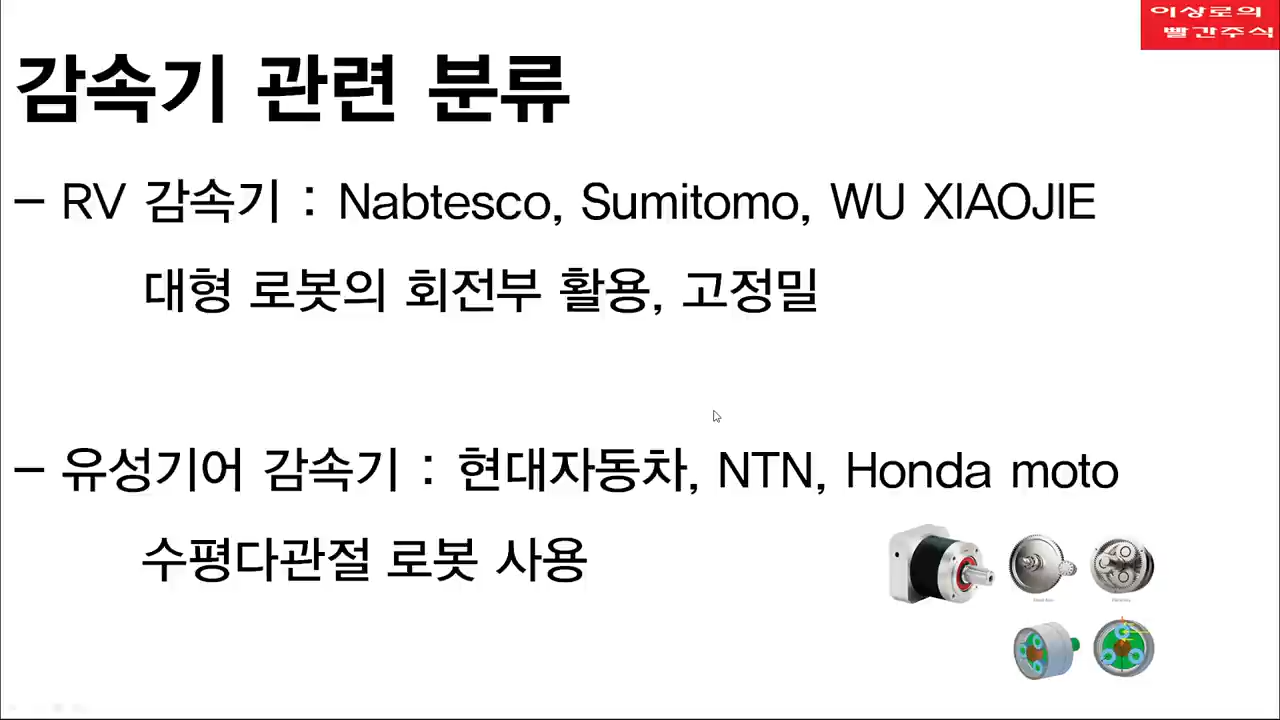 이상로의
빨간주식
감속기 관련 분류
- RV 감속기 : Nabtesco, Sumitomo, WU XIAOJIE
대형 로봇의 회전부 활용, 고정밀
- 유성기어 감속기 : 현대자동차, NTN, Honda moto
수평다관절 로봇 사용